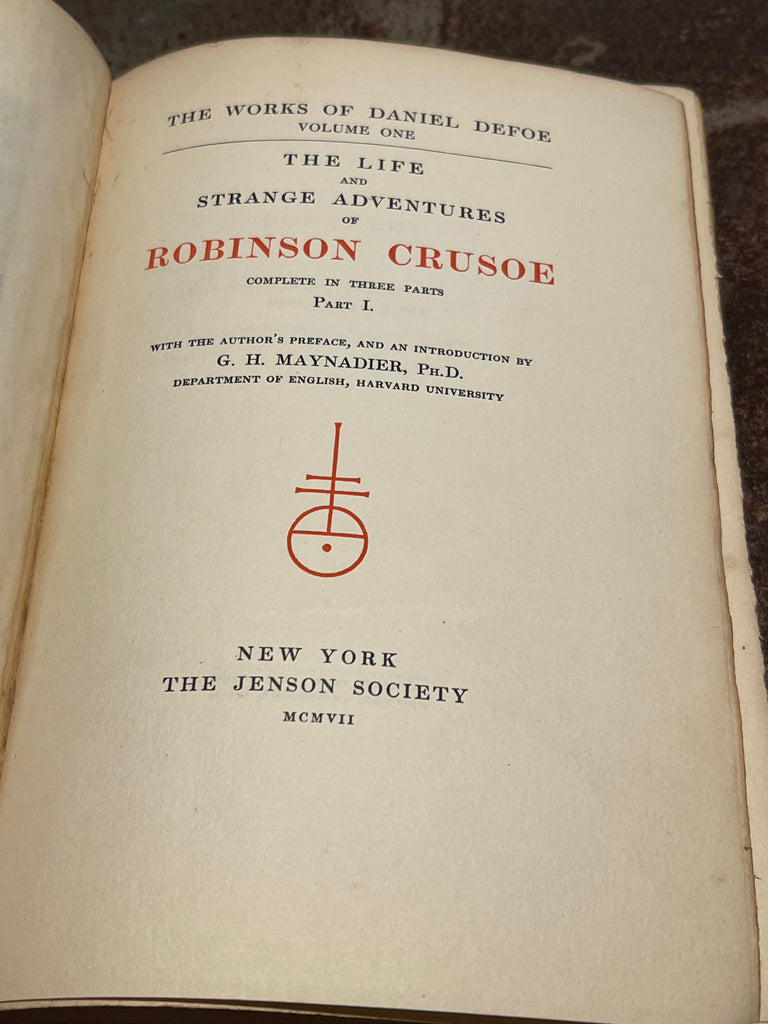 THE WORKS OF DANIEL DEFOE
VOLUME ONE
THE LIFE
AND
STRANGE ADVENTURES
OF
ROBINSON CRUSOE
COMPLETE IN THREE PARTS
PART I.
WITH THE AUTHOR'S PREFACE, AND AN INTRODUCTION BY
G. H. MAYNADIER, PH.D.
DEPARTMENT OF ENGLISH, HARVARD UNIVERSITY
NEW YORK
THE JENSON SOCIETY
MCMVII